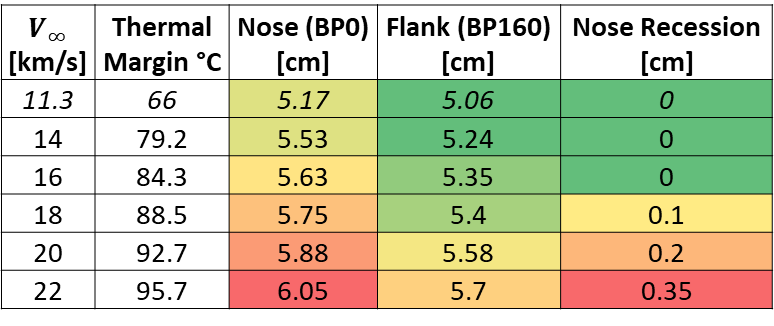 V∞ Thermal Nose (BP0) Flank (BP160) Nose Recession
[km/s] Margin °C [cm] [cm] [cm]
11.3 66 5.17 5.06 0
14 79.2 5.53 5.24 0
16 84.3 5.63 5.35 0
18 88.5 5.75 5.4 0.1
20 92.7 5.88 5.58 0.2
22 95.7 6.05 5.7 0.35